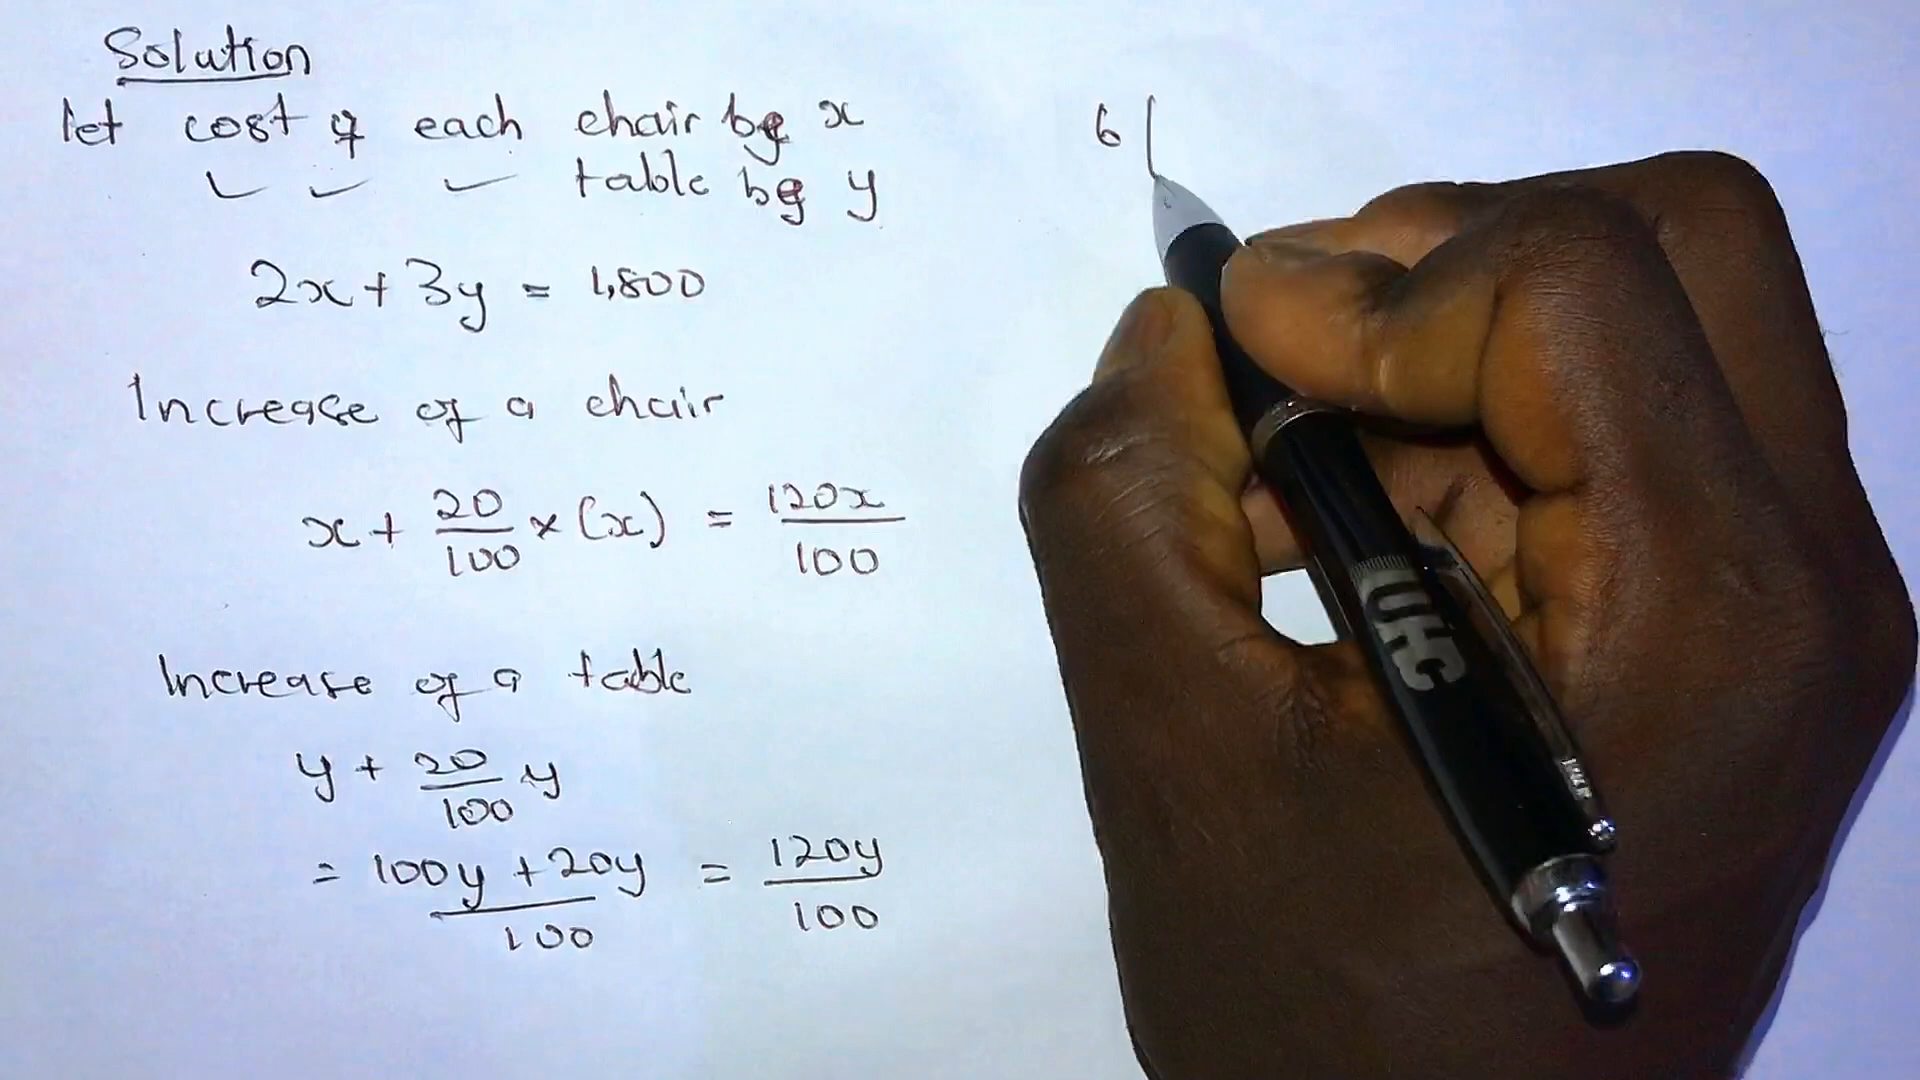 Solution
let cost of each chair be x
✓ ✓ ✓ table be y
2x + 3y = 1,800
Increase of a chair
x + 20/100 × (x) = 120x/100
Increase of a table
y + 20/100 y
= 100y + 20y/100 = 120y/100
6(
UHC